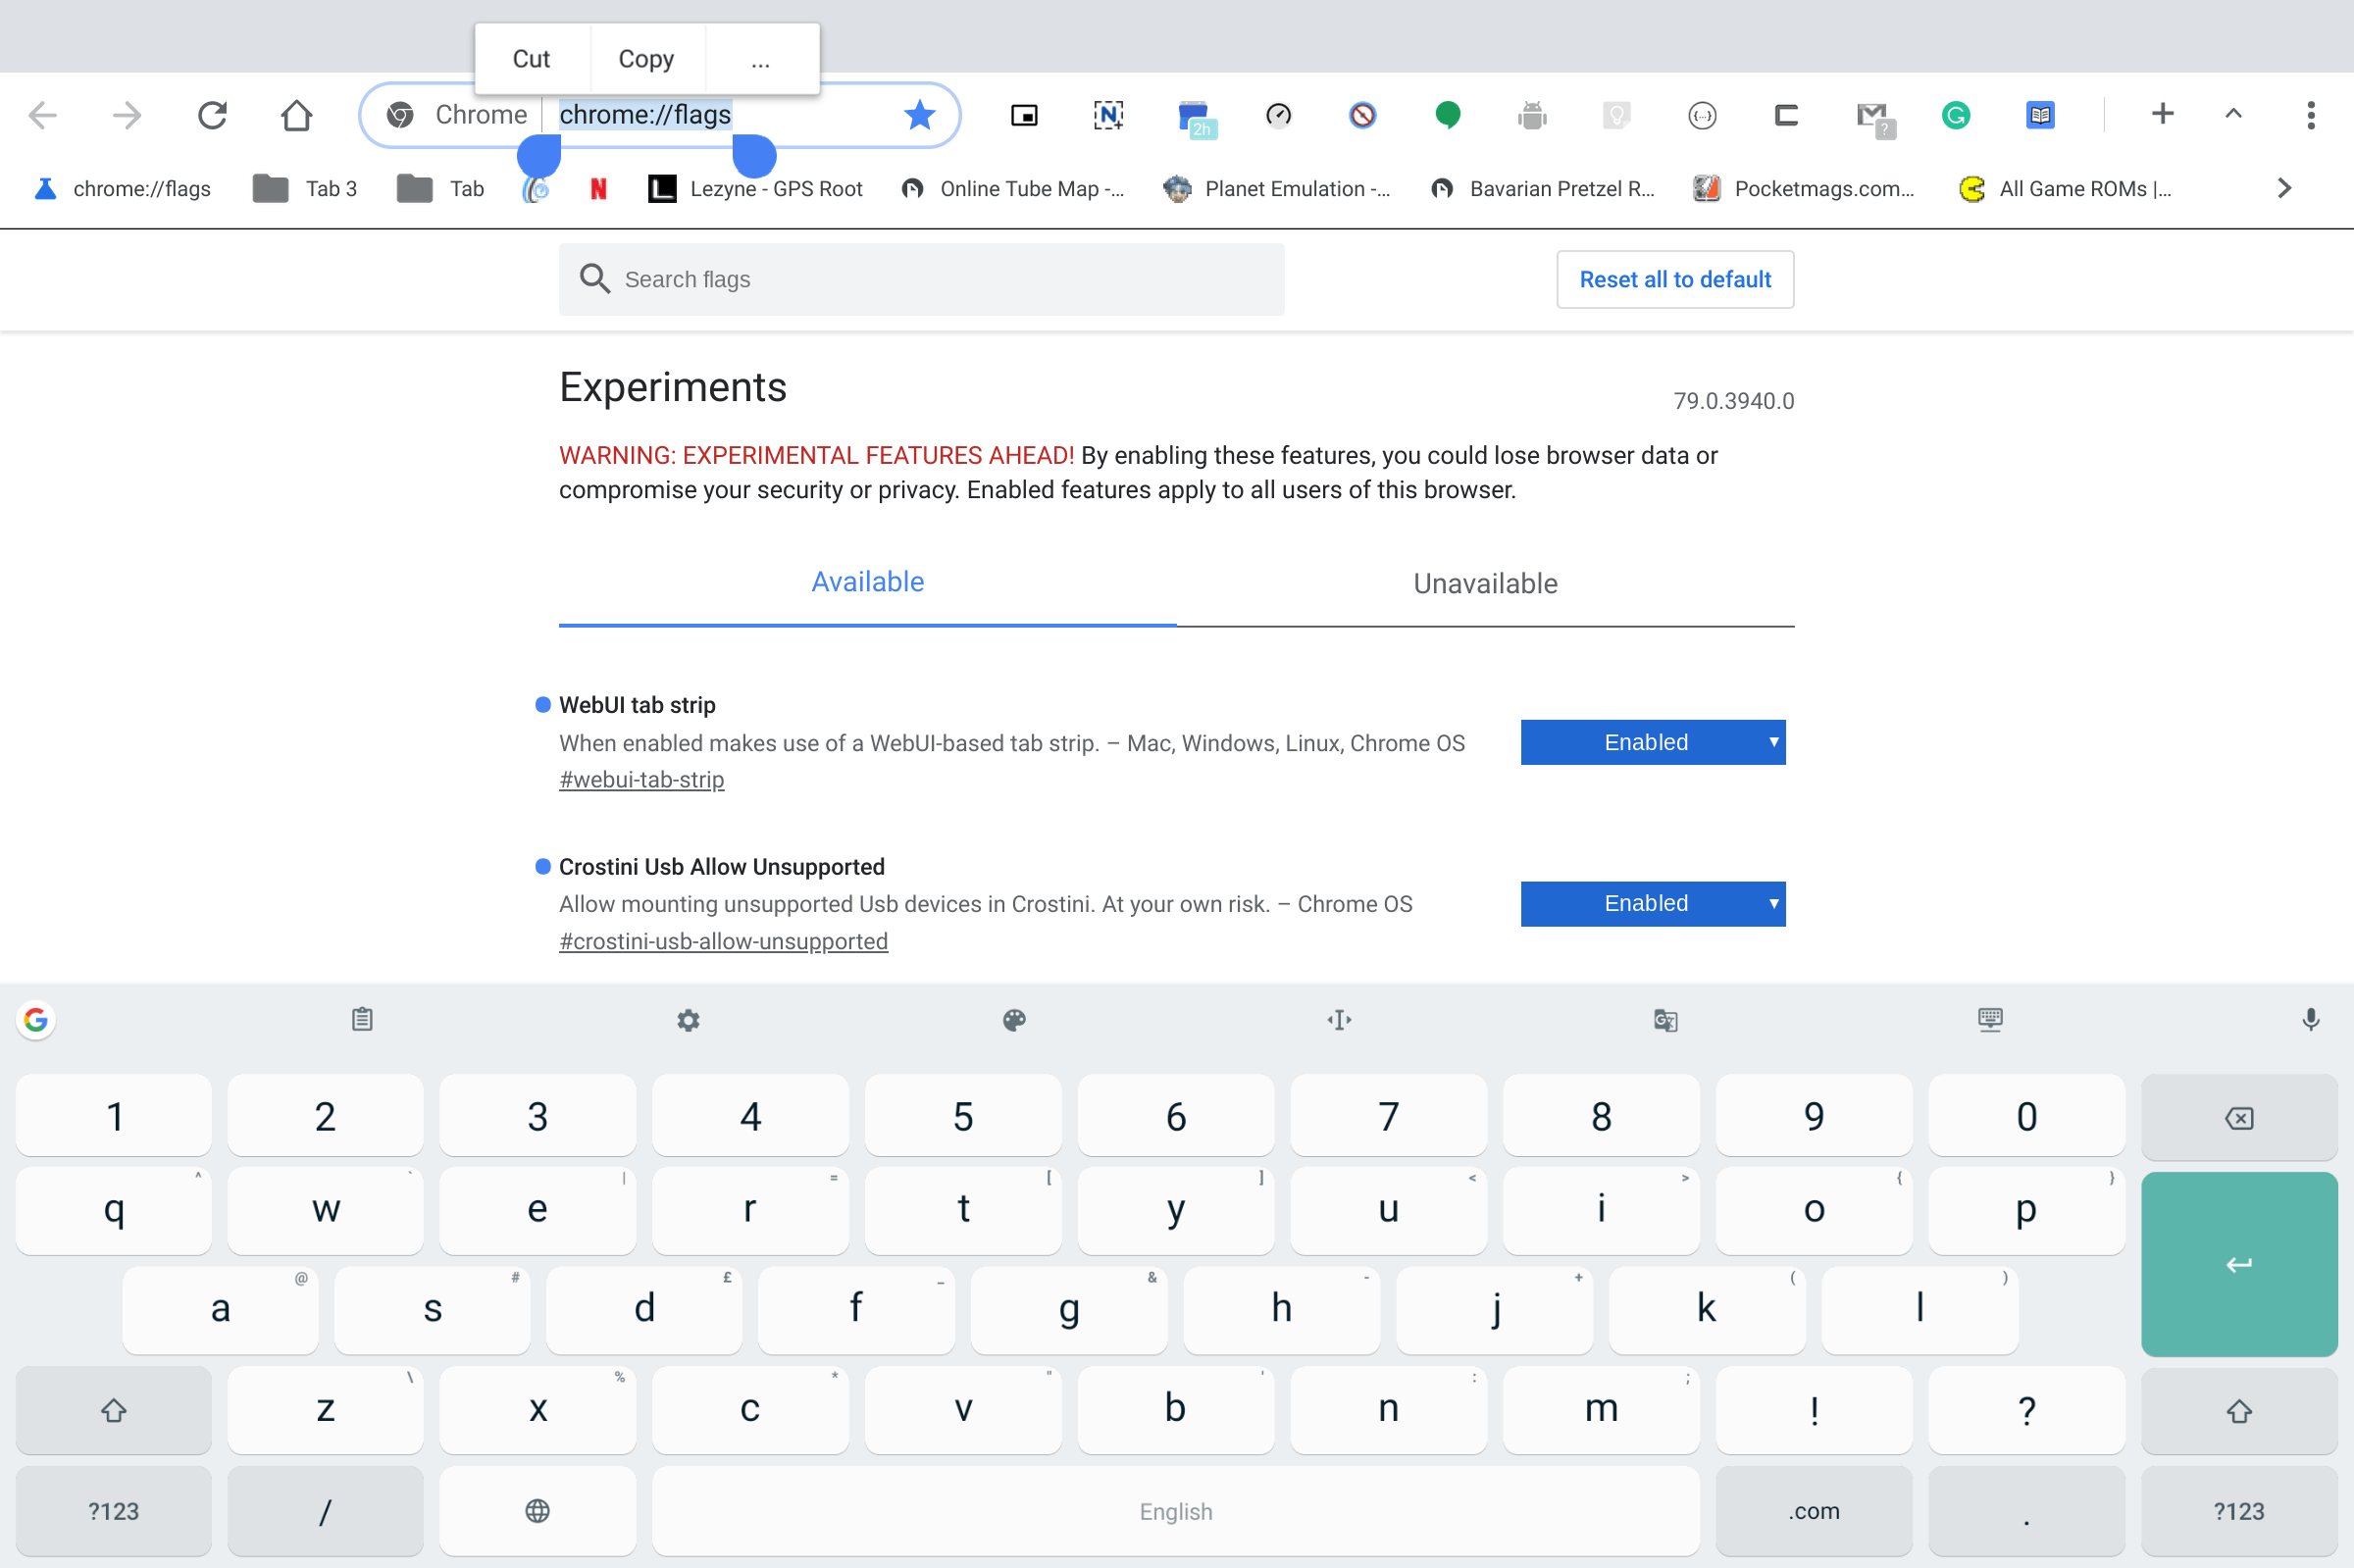 Cut Copy ...
Chrome chrome://flags
2h
?
chrome://flags Tab 3 Tab N L Lezyne - GPS Root Online Tube Map -... Planet Emulation -... Bavarian Pretzel R... Pocketmags.com... All Game ROMs |...
Search flags Reset all to default
Experiments
79.0.3940.0
WARNING: EXPERIMENTAL FEATURES AHEAD! By enabling these features, you could lose browser data or
compromise your security or privacy. Enabled features apply to all users of this browser.
Available Unavailable
WebUI tab strip
When enabled makes use of a WebUI-based tab strip. – Mac, Windows, Linux, Chrome OS
Enabled
#webui-tab-strip
Crostini Usb Allow Unsupported
Allow mounting unsupported Usb devices in Crostini. At your own risk. – Chrome OS
Enabled
#crostini-usb-allow-unsupported
1 2 3 4 5 6 7 8 9 0
^ ` | = [ ] < > { }
q w e r t y u i o p
@ # £ _ & - + ( )
a s d f g h j k l
\ % * " ' : ;
z x c v b n m ! ?
?123 / English .com . ?123